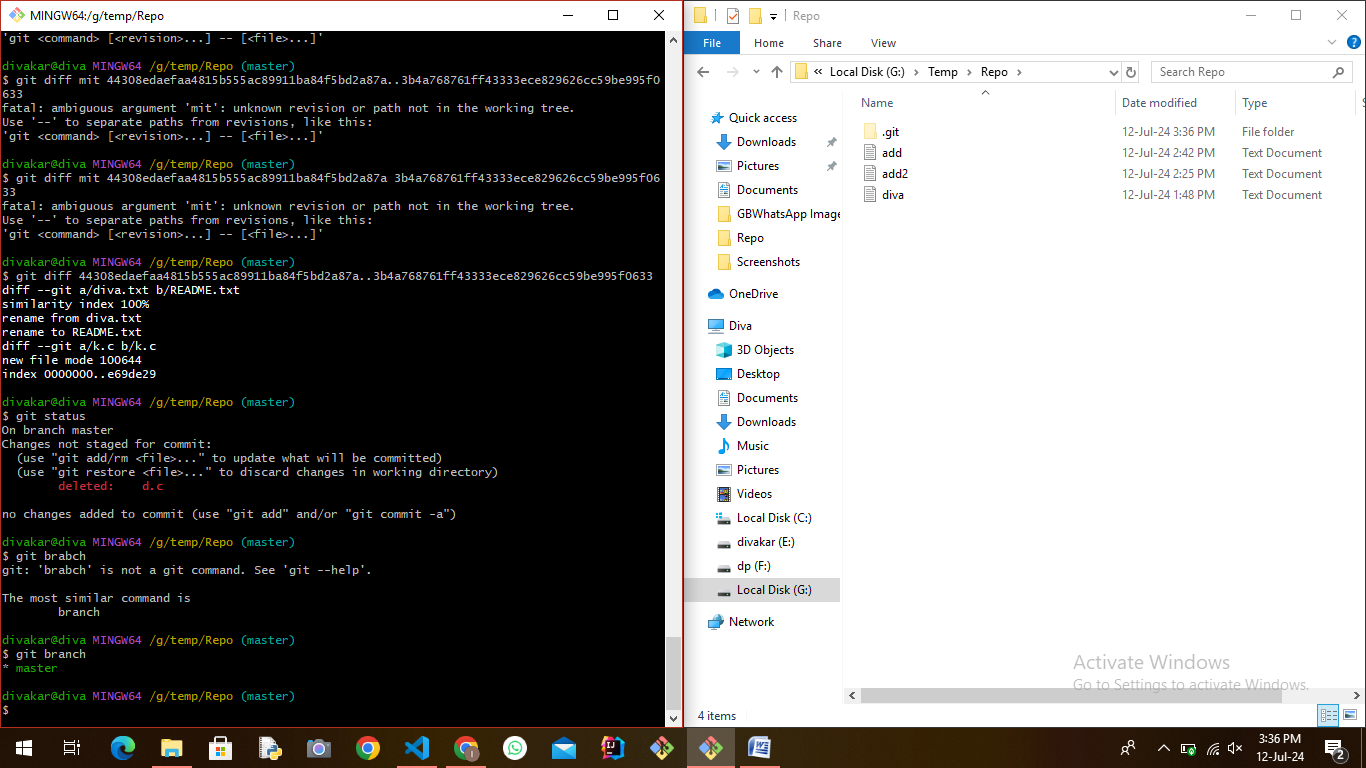 MINGW64:/g/temp/Repo
'git <command> [<revision>...] -- [<file>...]'
divakar@diva MINGW64 /g/temp/Repo (master)
$ git diff mit 44308edaefaa4815b555ac89911ba84f5bd2a87a..3b4a768761ff43333ece829626cc59be995f0
633
fatal: ambiguous argument 'mit': unknown revision or path not in the working tree.
Use '--' to separate paths from revisions, like this:
'git <command> [<revision>...] -- [<file>...]'
divakar@diva MINGW64 /g/temp/Repo (master)
$ git diff mit 44308edaefaa4815b555ac89911ba84f5bd2a87a 3b4a768761ff43333ece829626cc59be995f06
33
fatal: ambiguous argument 'mit': unknown revision or path not in the working tree.
Use '--' to separate paths from revisions, like this:
'git <command> [<revision>...] -- [<file>...]'
divakar@diva MINGW64 /g/temp/Repo (master)
$ git diff 44308edaefaa4815b555ac89911ba84f5bd2a87a..3b4a768761ff43333ece829626cc59be995f0633
diff --git a/diva.txt b/README.txt
similarity index 100%
rename from diva.txt
rename to README.txt
diff --git a/k.c b/k.c
new file mode 100644
index 0000000..e69de29
divakar@diva MINGW64 /g/temp/Repo (master)
$ git status
On branch master
Changes not staged for commit:
(use "git add/rm <file>..." to update what will be committed)
(use "git restore <file>..." to discard changes in working directory)
deleted: d.c
no changes added to commit (use "git add" and/or "git commit -a")
divakar@diva MINGW64 /g/temp/Repo (master)
$ git brabch
git: 'brabch' is not a git command. See 'git --help'.
The most similar command is
branch
divakar@diva MINGW64 /g/temp/Repo (master)
$ git branch
* master
divakar@diva MINGW64 /g/temp/Repo (master)
$
Repo
File Home Share View
« Local Disk (G:) > Temp > Repo >
Search Repo
Name Date modified Type S
.git 12-Jul-24 3:36 PM File folder
add 12-Jul-24 2:42 PM Text Document
add2 12-Jul-24 2:25 PM Text Document
diva 12-Jul-24 1:48 PM Text Document
Quick access
Downloads
Pictures
Documents
GBWhatsApp Image
Repo
Screenshots
OneDrive
Diva
3D Objects
Desktop
Documents
Downloads
Music
Pictures
Videos
Local Disk (C:)
divakar (E:)
dp (F:)
Local Disk (G:)
Network
Activate Windows
Go to Settings to activate Windows.
4 items
3:36 PM
12-Jul-24
2